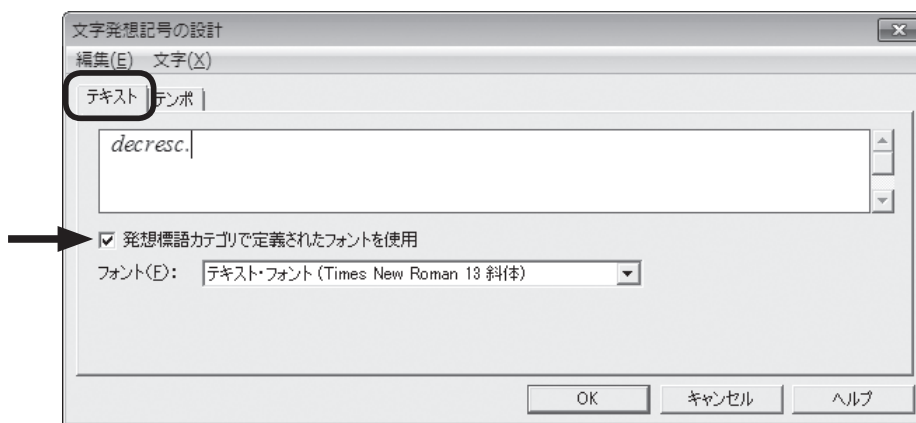 文字発想記号の設計
編集(E) 文字(X)
テキスト テンポ
decresc.
発想標語カテゴリで定義されたフォントを使用
フォント(F): テキスト・フォント (Times New Roman 13 斜体)
OK キャンセル ヘルプ